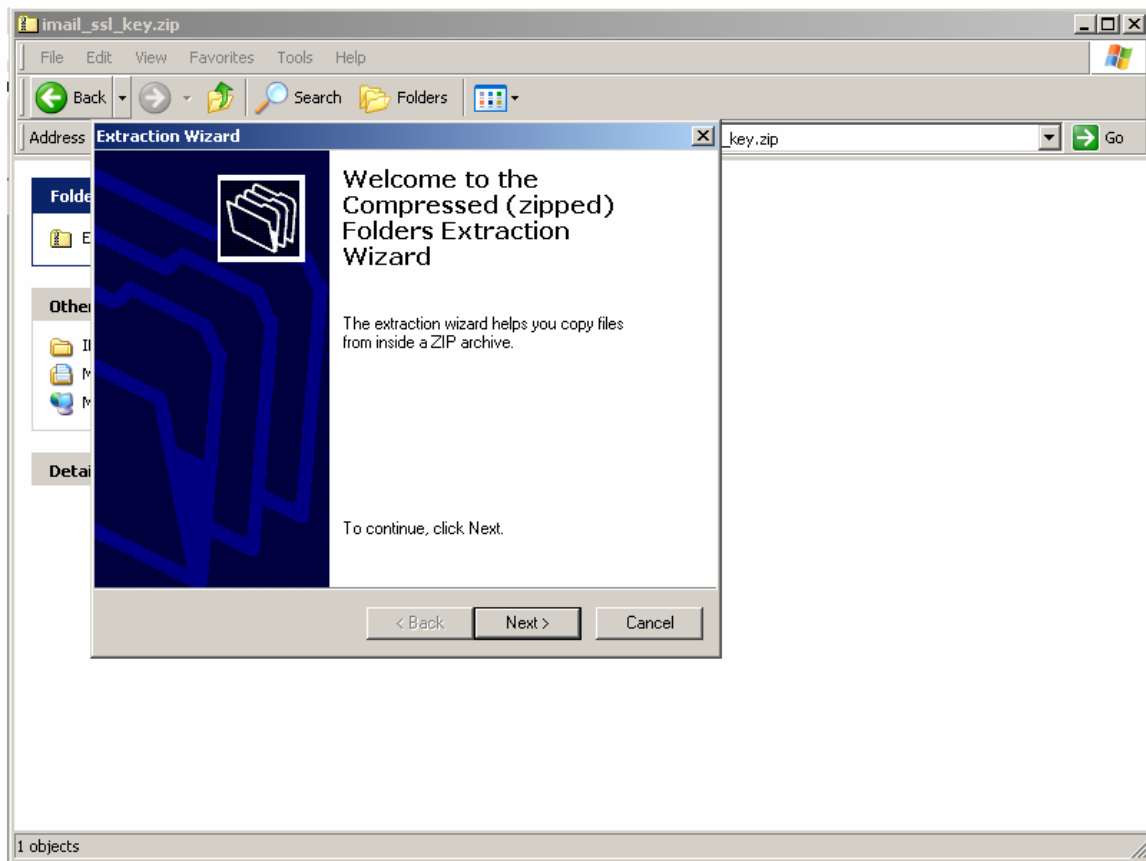 imail_ssl_key.zip
File Edit View Favorites Tools Help
Back Search Folders
Address _key.zip Go
Extraction Wizard
Welcome to the
Compressed (zipped)
Folders Extraction
Wizard
The extraction wizard helps you copy files
from inside a ZIP archive.
To continue, click Next.
< Back Next > Cancel
Folde
E
Other
M
M
Detai
1 objects